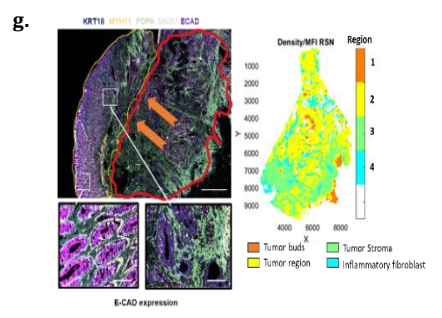 g.
KRT18 MYH11 PDPN MKI67 ECAD
Density/MFI RSN
Region
1000
2000
3000
4000
5000
6000
7000
8000
9000
Y
4000 6000 8000
X
1
2
3
4
Tumor buds
Tumor Stroma
Tumor region
Inflammatory fibroblast
E-CAD expression